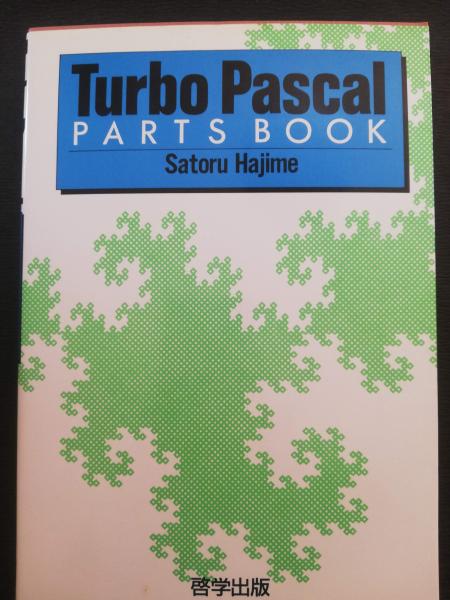 Turbo Pascal
PARTS BOOK
Satoru Hajime
啓学出版